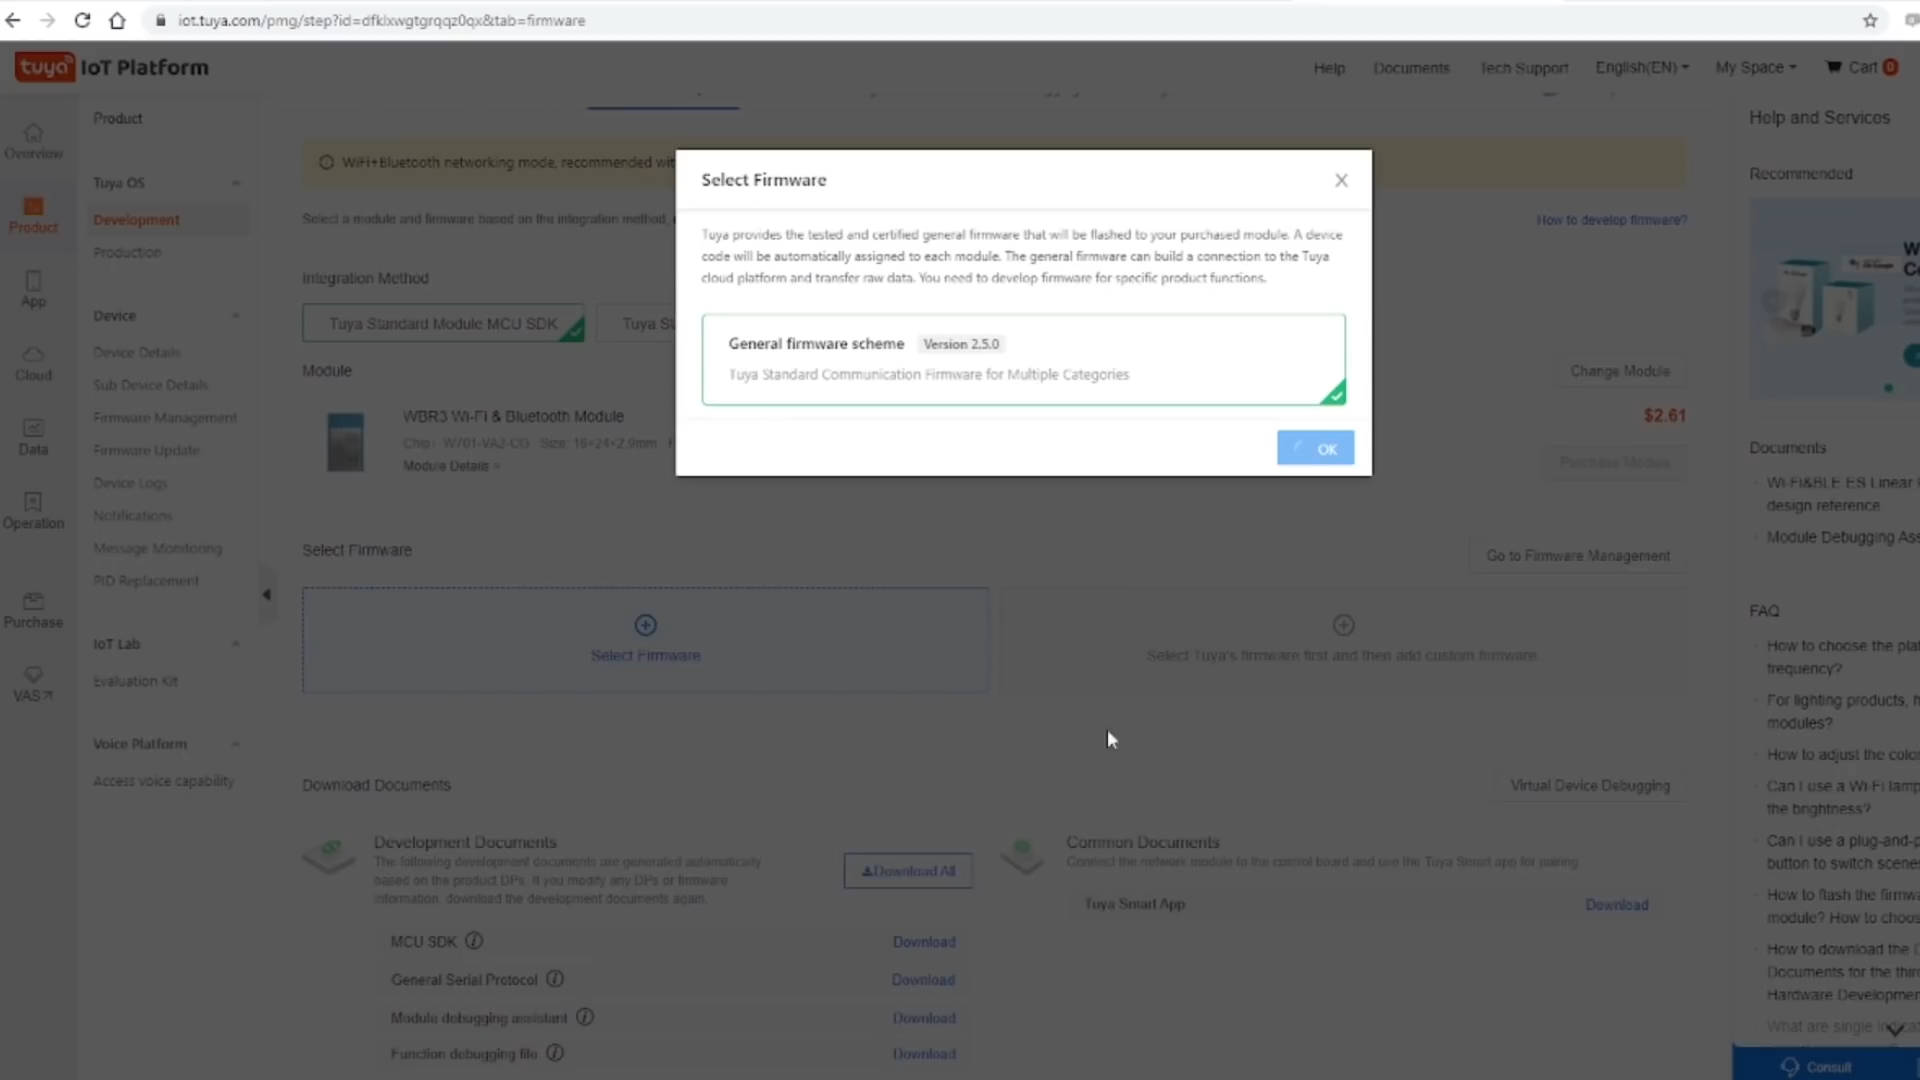 iot.tuya.com/pmg/step?id=dfklxwgtgrqqz0qx&tab=firmware
tuya IoT Platform
Help
Documents
Tech Support
English(EN)
My Space
Cart 0
Overview
Product
App
Cloud
Data
Operation
Purchase
VAS
Product
Tuya OS
Development
Production
Device
Device Details
Sub Device Details
Firmware Management
Firmware Update
Device Logs
Notifications
Message Monitoring
PID Replacement
IoT Lab
Evaluation Kit
Voice Platform
Access voice capability
WiFi+Bluetooth networking mode, recommended
Select a module and firmware based on the integration method,
How to develop firmware?
Integration Method
Tuya Standard Module MCU SDK
Tuya
Module
Change Module
WBR3 Wi-Fi & Bluetooth Module
$2.61
Chip: W701-VA2-CG Size: 16×24×2.9mm
Module Details
Purchase Module
Select Firmware
Tuya provides the tested and certified general firmware that will be flashed to your purchased module. A device
code will be automatically assigned to each module. The general firmware can build a connection to the Tuya
cloud platform and transfer raw data. You need to develop firmware for specific product functions.
General firmware scheme Version 2.5.0
Tuya Standard Communication Firmware for Multiple Categories
OK
Select Firmware
Go to Firmware Management
Select Firmware
Select Tuya's firmware first and then add custom firmware
Download Documents
Virtual Device Debugging
Development Documents
The following development documents are generated automatically
based on the product DPs. If you modify any DPs or firmware
information, download the development documents again.
Download All
MCU SDK
Download
General Serial Protocol
Download
Module debugging assistant
Download
Function debugging file
Download
Common Documents
Connect the network module to the control board and use the Tuya Smart app for pairing
Tuya Smart App
Download
Help and Services
Recommended
Documents
Wi-Fi&BLE ES Linear
design reference
Module Debugging
FAQ
How to choose the
frequency?
For lighting products,
modules?
How to adjust the
Can I use a Wi-Fi
the brightness?
Can I use a
button to switch
How to flash the
module? How to
How to download the
Documents for the
Hardware
What are single
Consult